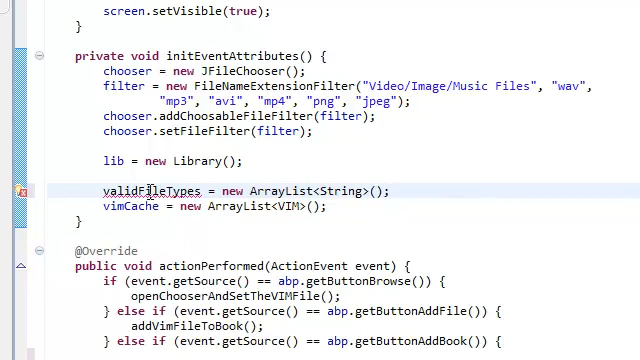 screen.setVisible(true);
}
private void initEventAttributes() {
chooser = new JFileChooser();
filter = new FileNameExtensionFilter("Video/Image/Music Files", "wav",
"mp3", "avi", "mp4", "png", "jpeg");
chooser.addChoosableFileFilter(filter);
chooser.setFileFilter(filter);
lib = new Library();
validFileTypes = new ArrayList<String>();
vimCache = new ArrayList<VIM>();
}
@Override
public void actionPerformed(ActionEvent event) {
if (event.getSource() == abp.getButtonBrowse()) {
openChooserAndSetTheVIMFile();
} else if (event.getSource() == abp.getButtonAddFile()) {
addVimFileToBook();
} else if (event.getSource() == abp.getButtonAddBook() {